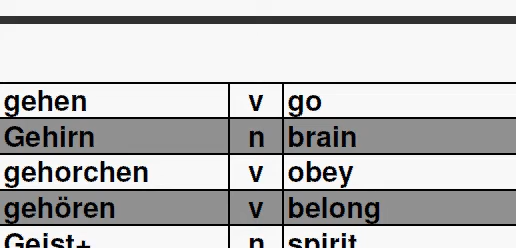 gehen v go
Gehirn n brain
gehorchen v obey
gehören v belong
Geist+ n spirit